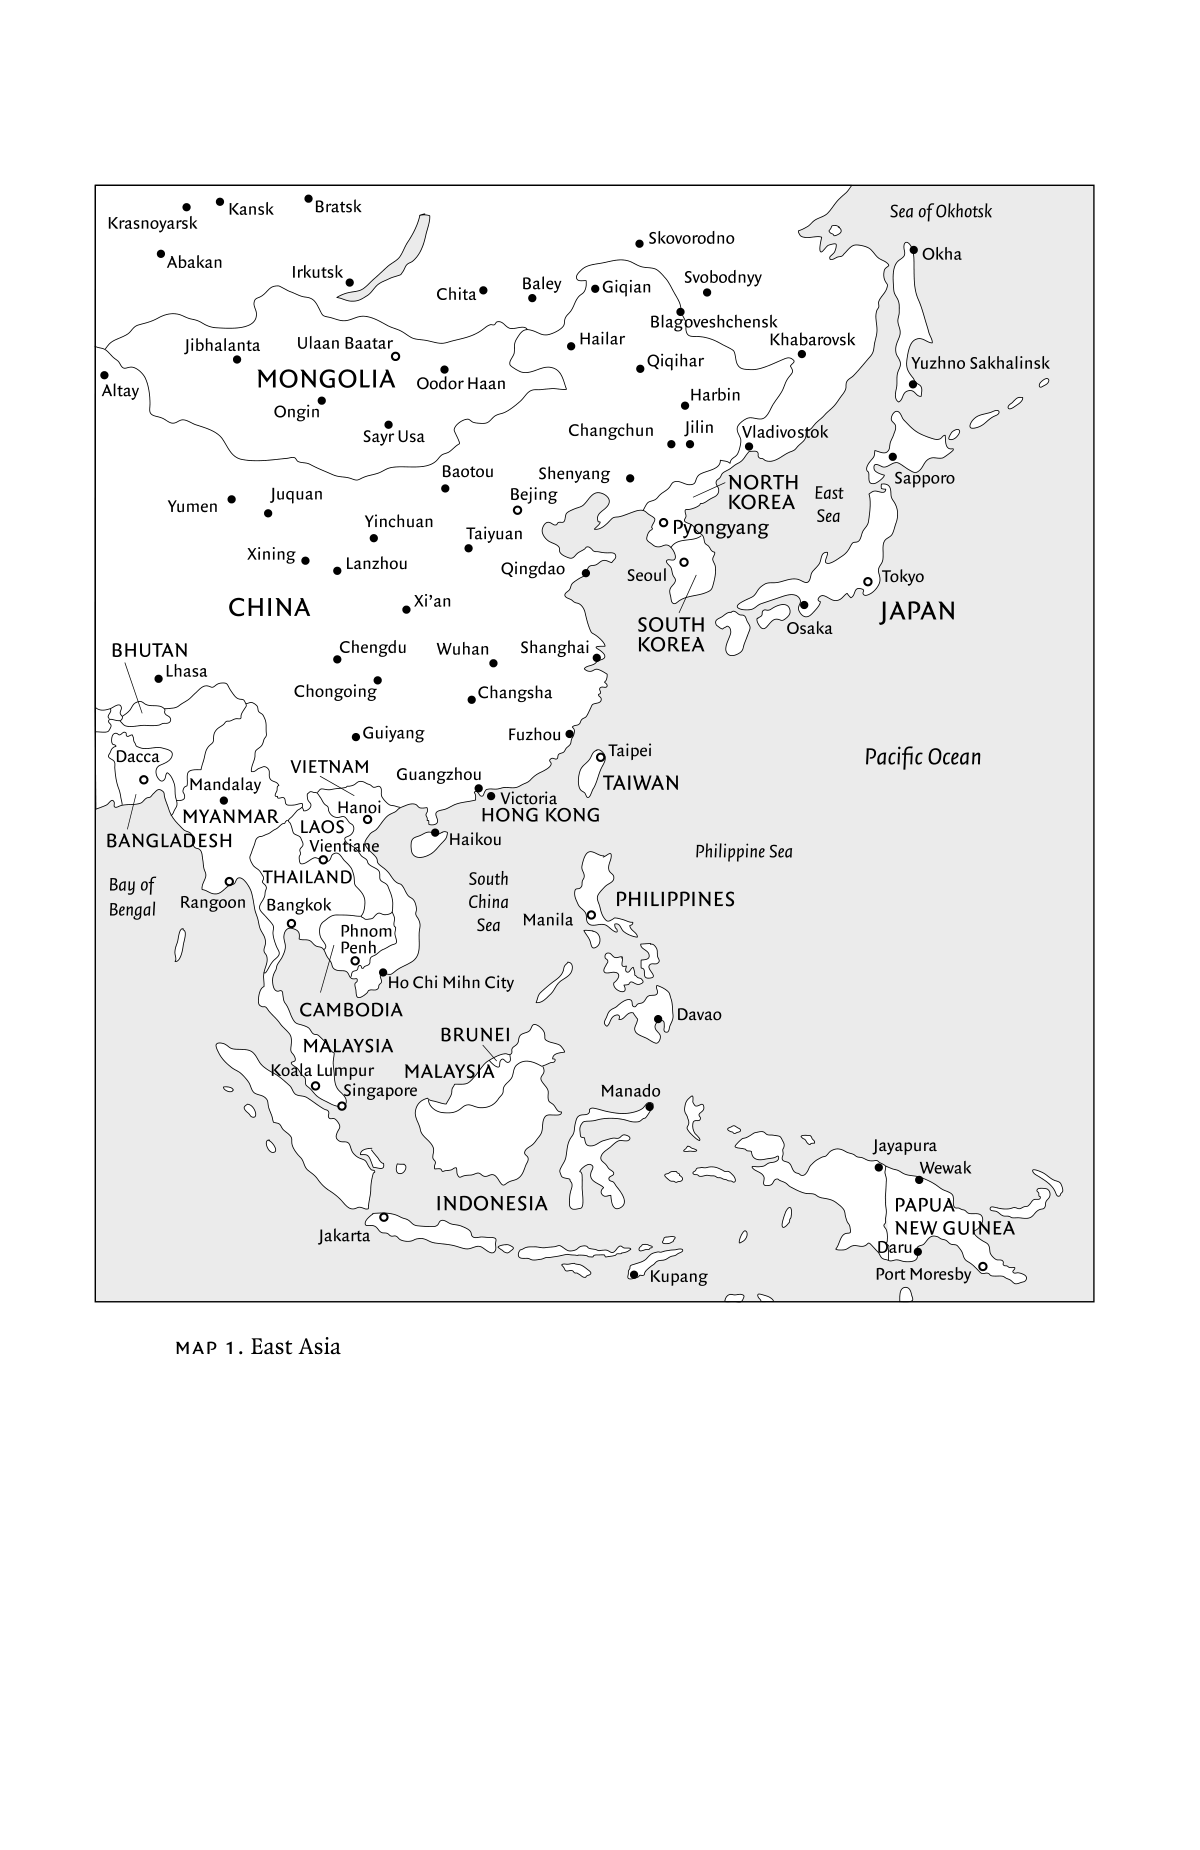 Sea of Okhotsk
Krasnoyarsk
Kansk
Bratsk
Skovorodno
Okha
Abakan
Irkutsk
Chita
Baley
Giqian
Svobodnyy
Blagoveshchensk
Jibhalanta
Ulaan Baatar
Hailar
Khabarovsk
Qiqihar
Yuzhno Sakhalinsk
Altay
MONGOLIA
Oodor Haan
Ongin
Harbin
Sayr Usa
Changchun
Jilin
Vladivostok
Baotou
Shenyang
Sapporo
NORTH
KOREA
East
Sea
Yumen
Juquan
Bejing
Yinchuan
Taiyuan
Pyongyang
Xining
Lanzhou
Qingdao
Seoul
Tokyo
CHINA
Xi’an
JAPAN
SOUTH
KOREA
Osaka
BHUTAN
Lhasa
Chengdu
Wuhan
Shanghai
Chongoing
Changsha
Guiyang
Fuzhou
Dacca
VIETNAM
Guangzhou
Taipei
TAIWAN
Pacific Ocean
Mandalay
MYANMAR
Hanoi
Victoria
HONG KONG
LAOS
Vientiane
BANGLADESH
Haikou
Philippine Sea
Bay of
Bengal
THAILAND
Rangoon
Bangkok
South
China
Sea
PHILIPPINES
Manila
Phnom
Penh
Ho Chi Mihn City
CAMBODIA
Davao
BRUNEI
MALAYSIA
Koala Lumpur
MALAYSIA
Singapore
Manado
Jayapura
Wewak
INDONESIA
PAPUA
NEW GUINEA
Jakarta
Daru
Kupang
Port Moresby
MAP 1. East Asia